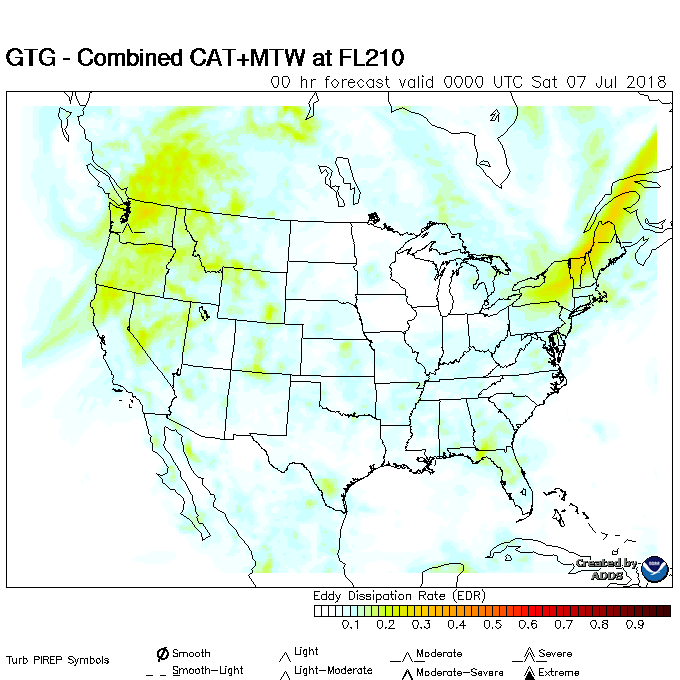 GTG - Combined CAT+MTW at FL210
00 hr forecast valid 0000 UTC Sat 07 Jul 2018
Created by
ADDS
Eddy Dissipation Rate (EDR)
0.1 0.2 0.3 0.4 0.5 0.6 0.7 0.8 0.9
Turb PIREP Symbols
Smooth Light Moderate Severe
Smooth-Light Light-Moderate Moderate-Severe Extreme